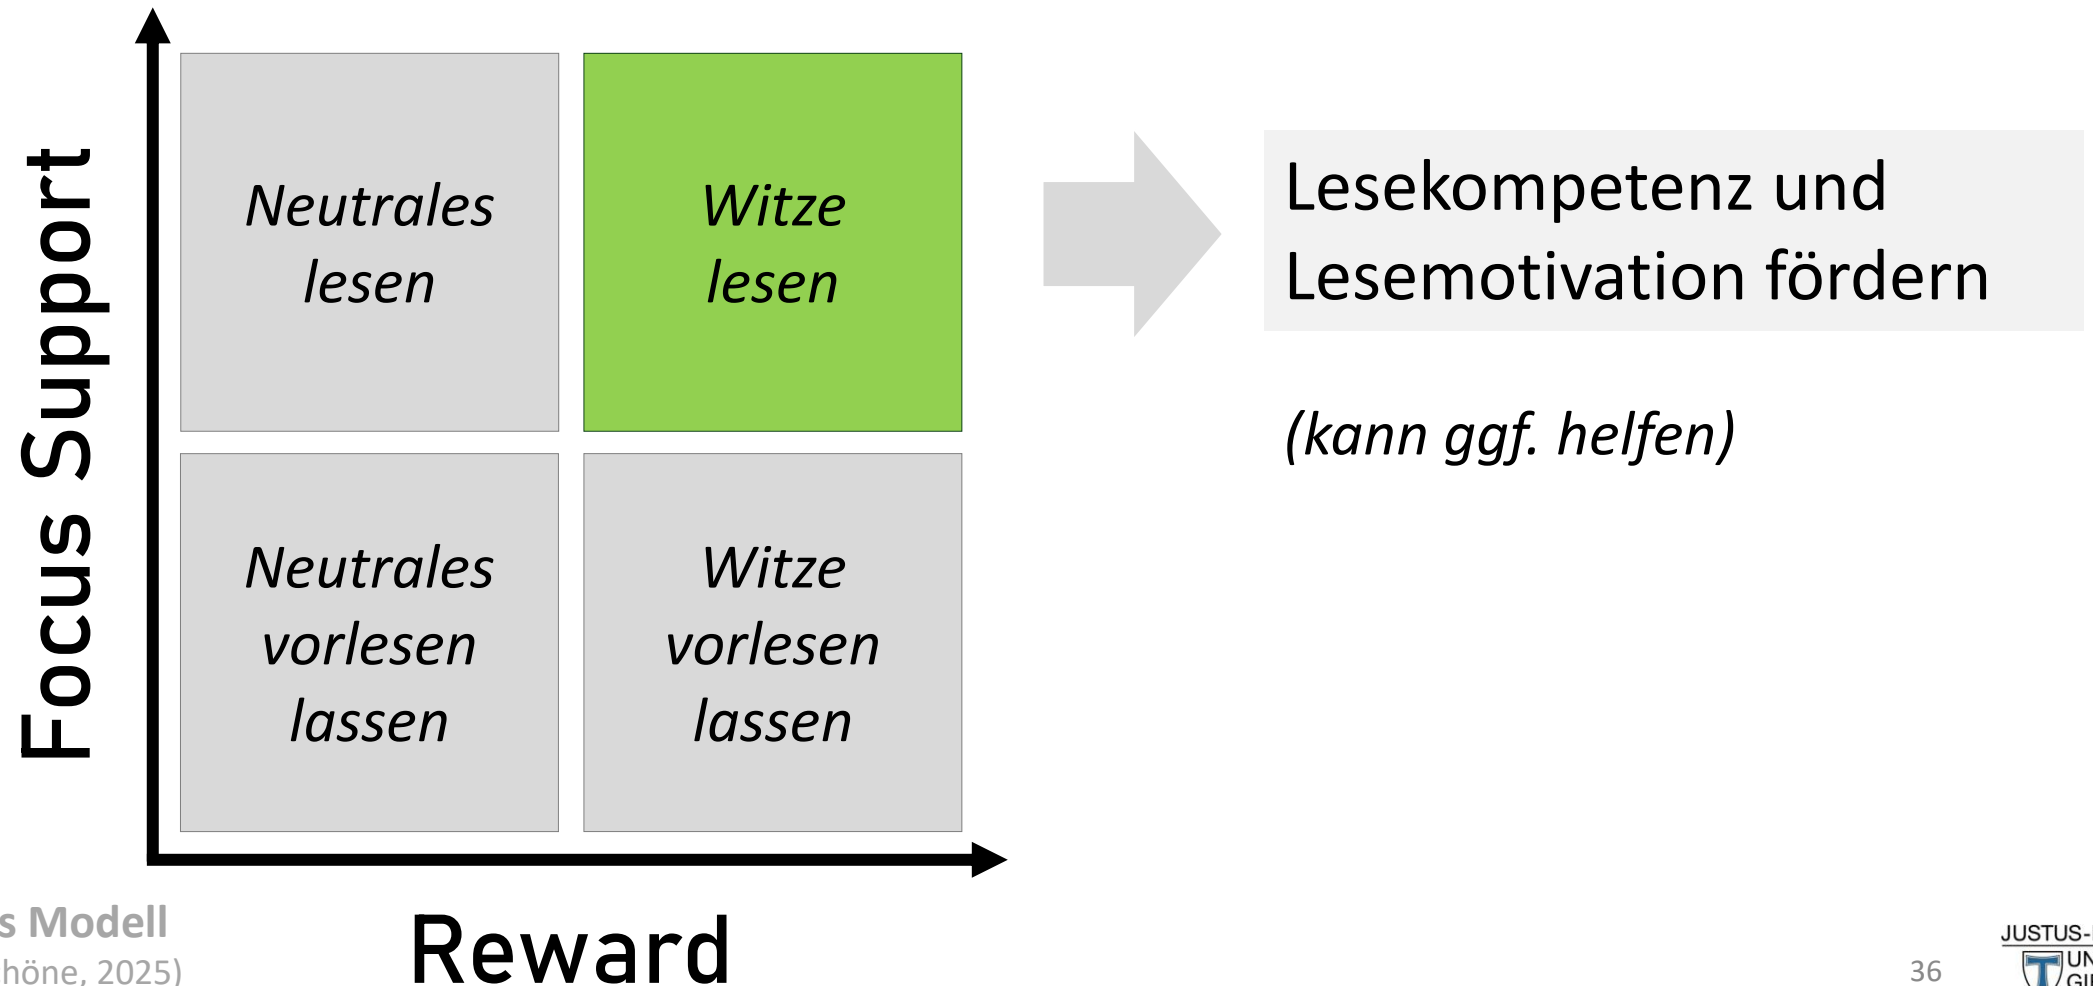 Focus Support
Neutrales
lesen
Witze
lesen
Neutrales
vorlesen
lassen
Witze
vorlesen
lassen
Reward
Lesekompetenz und
Lesemotivation fördern
(kann ggf. helfen)
s Modell
höne, 2025)
36
JUSTUS-
UN